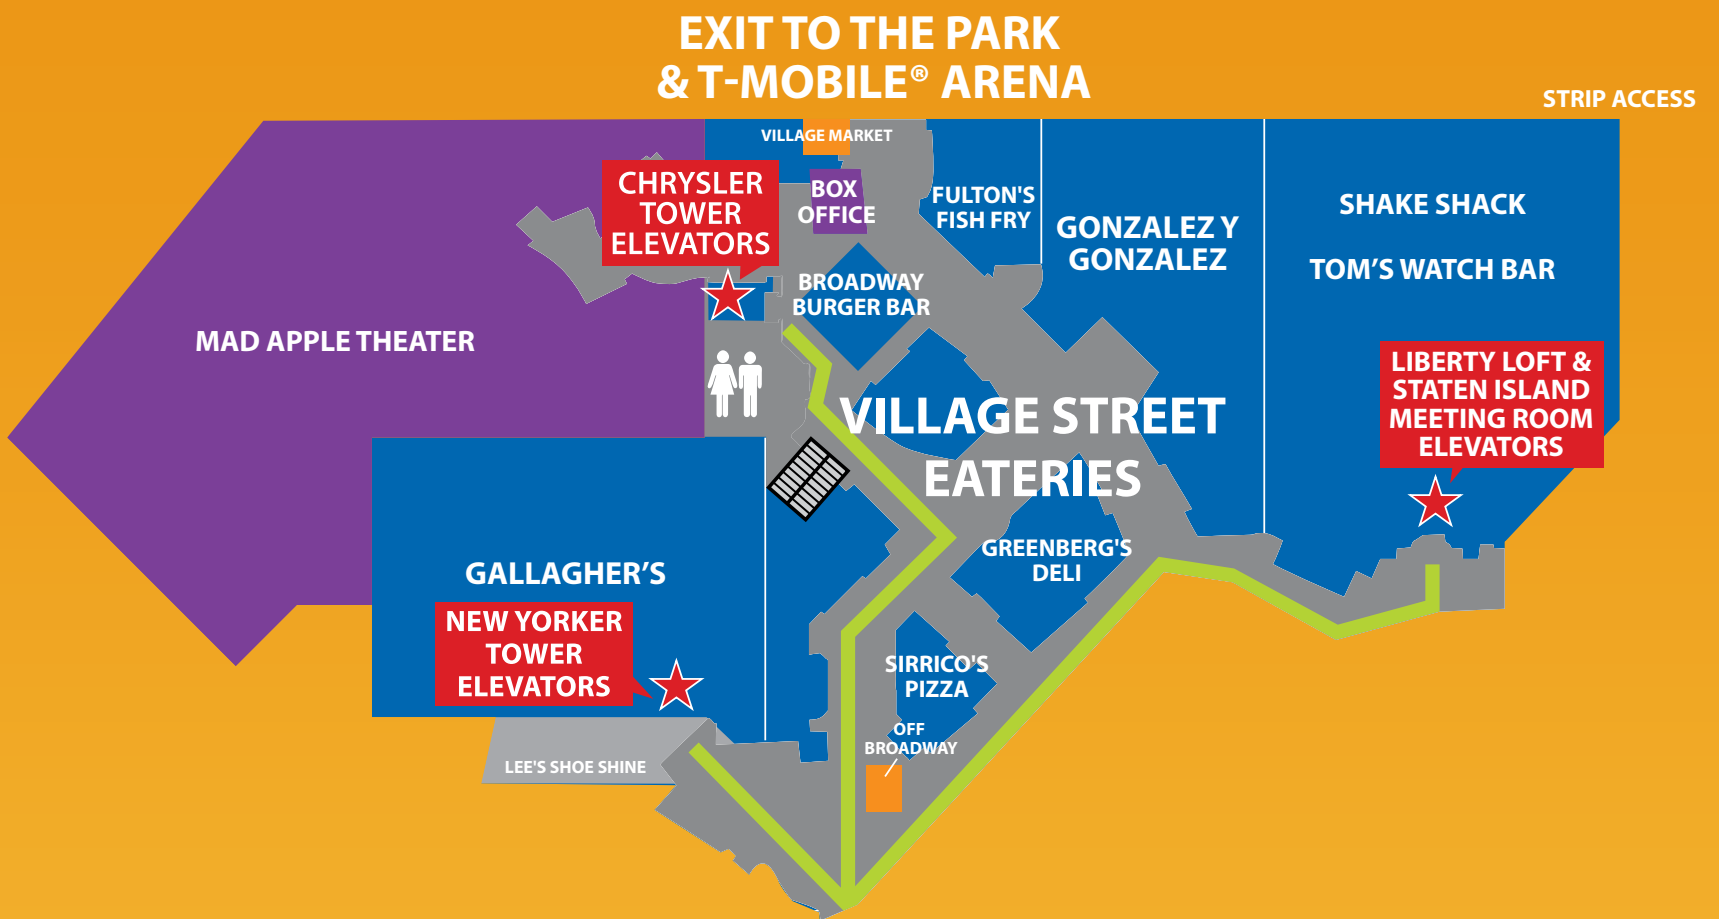 EXIT TO THE PARK
& T-MOBILE® ARENA
STRIP ACCESS
VILLAGE MARKET
CHRYSLER
TOWER
ELEVATORS
BOX
OFFICE
FULTON'S
FISH FRY
GONZALEZ Y
GONZALEZ
SHAKE SHACK
TOM'S WATCH BAR
BROADWAY
BURGER BAR
MAD APPLE THEATER
LIBERTY LOFT &
STATEN ISLAND
MEETING ROOM
ELEVATORS
VILLAGE STREET
EATERIES
GREENBERG'S
DELI
GALLAGHER'S
NEW YORKER
TOWER
ELEVATORS
SIRRICO'S
PIZZA
OFF
BROADWAY
LEE'S SHOE SHINE